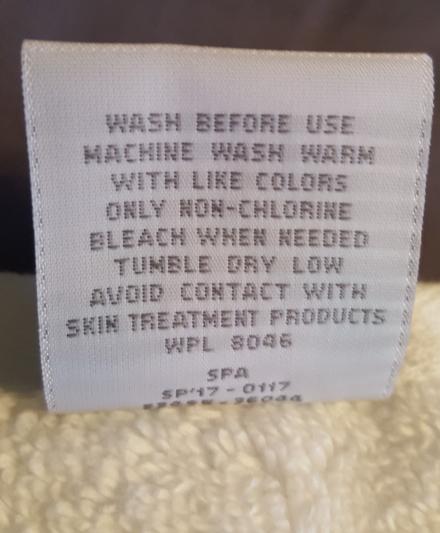 WASH BEFORE USE
MACHINE WASH WARM
WITH LIKE COLORS
ONLY NON-CHLORINE
BLEACH WHEN NEEDED
TUMBLE DRY LOW
AVOID CONTACT WITH
SKIN TREATMENT PRODUCTS
WPL 8046
SPA
SP'17-0117